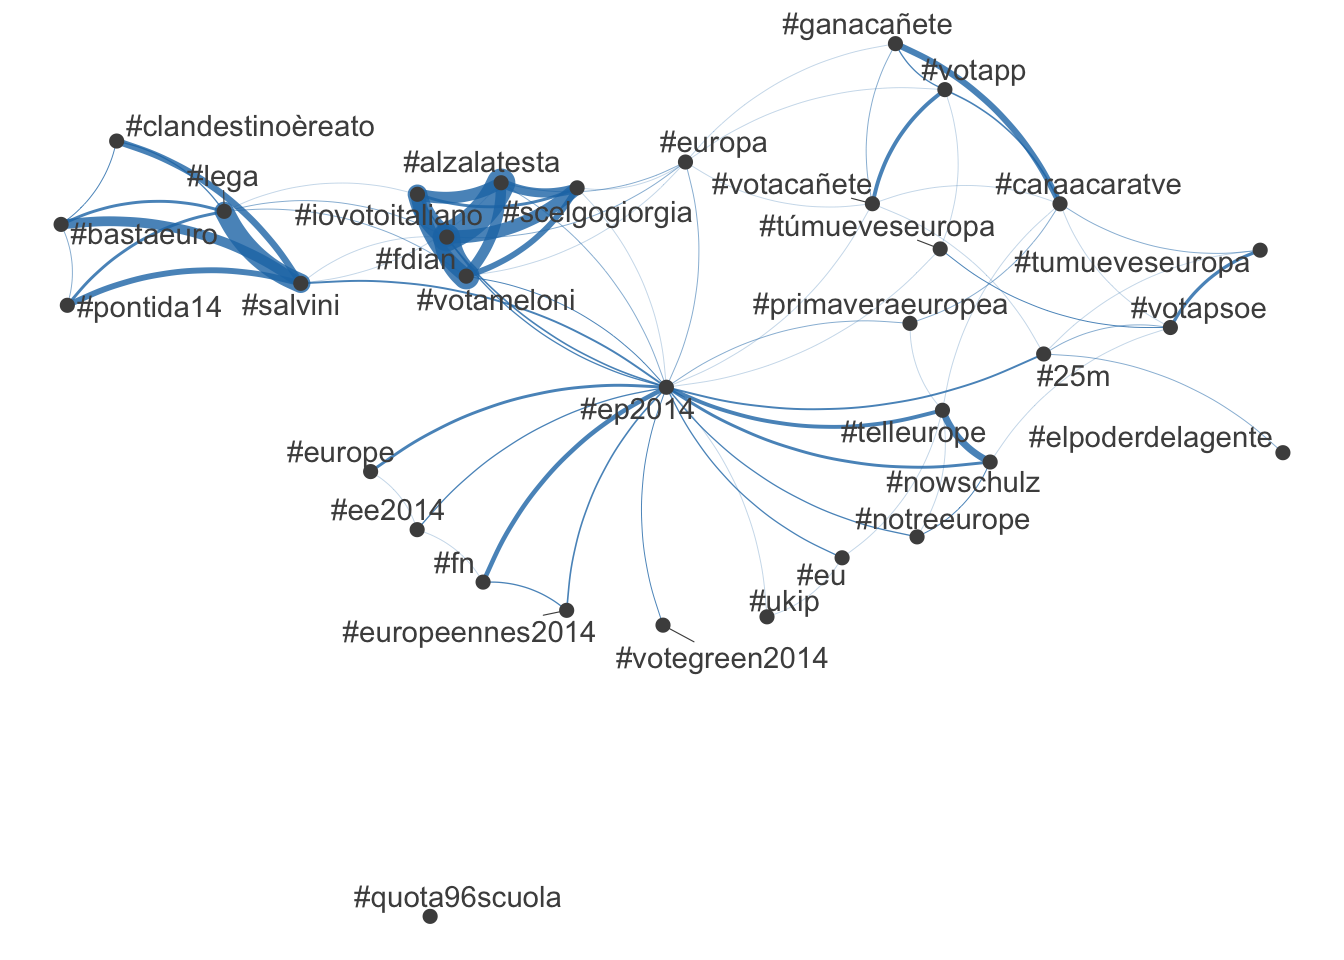 #ganacañete
#votapp
#clandestinoèreato
#europa
#alzalatesta
#lega
#votacañete
#caraacaratve
#iovotoitaliano
#scelgogiorgia
#túmueveseuropa
#bastaeuro
#fdian
#tumueveseuropa
#pontida14
#salvini
#votameloni
#primaveraeuropea
#votapsoe
#25m
#ep2014
#telleurope
#elpoderdelagente
#europe
#nowschulz
#ee2014
#notreeurope
#fn
#eu
#ukip
#europeennes2014
#votegreen2014
#quota96scuola